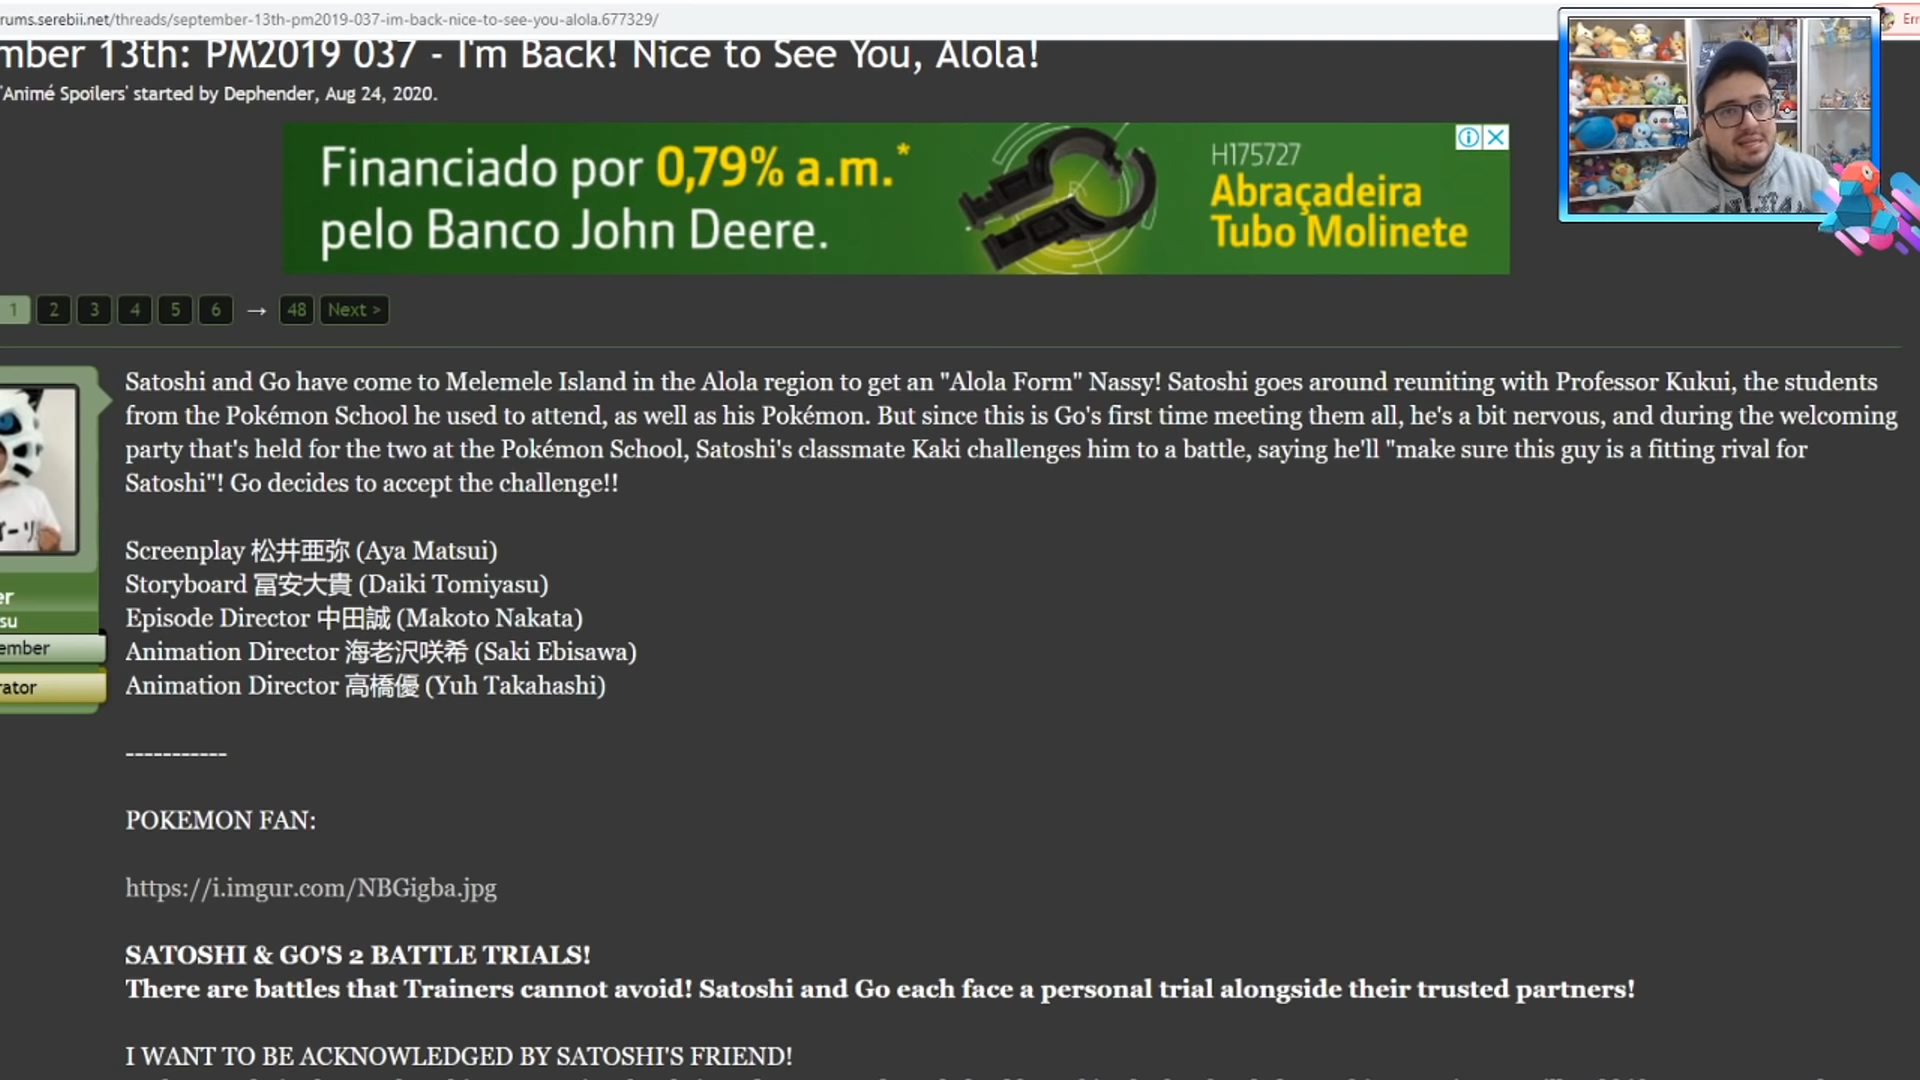 rums.serebii.net/threads/september-13th-pm2019-037-im-back-nice-to-see-you-alola.677329/
Err
mber 13th: PM2019 037 - I'm Back! Nice to See You, Alola!
'Animé Spoilers' started by Dephender, Aug 24, 2020.
Financiado por 0,79% a.m.*
pelo Banco John Deere.
H175727
Abraçadeira
Tubo Molinete
1 2 3 4 5 6 → 48 Next >
Satoshi and Go have come to Melemele Island in the Alola region to get an "Alola Form" Nassy! Satoshi goes around reuniting with Professor Kukui, the students
from the Pokémon School he used to attend, as well as his Pokémon. But since this is Go's first time meeting them all, he's a bit nervous, and during the welcoming
party that's held for the two at the Pokémon School, Satoshi's classmate Kaki challenges him to a battle, saying he'll "make sure this guy is a fitting rival for
Satoshi"! Go decides to accept the challenge!!
Screenplay 松井亜弥 (Aya Matsui)
Storyboard 冨安大貴 (Daiki Tomiyasu)
Episode Director 中田誠 (Makoto Nakata)
Animation Director 海老沢咲希 (Saki Ebisawa)
Animation Director 高橋優 (Yuh Takahashi)
er
su
ember
rator
-----------
POKEMON FAN:
https://i.imgur.com/NBGigba.jpg
SATOSHI & GO'S 2 BATTLE TRIALS!
There are battles that Trainers cannot avoid! Satoshi and Go each face a personal trial alongside their trusted partners!
I WANT TO BE ACKNOWLEDGED BY SATOSHI'S FRIEND!